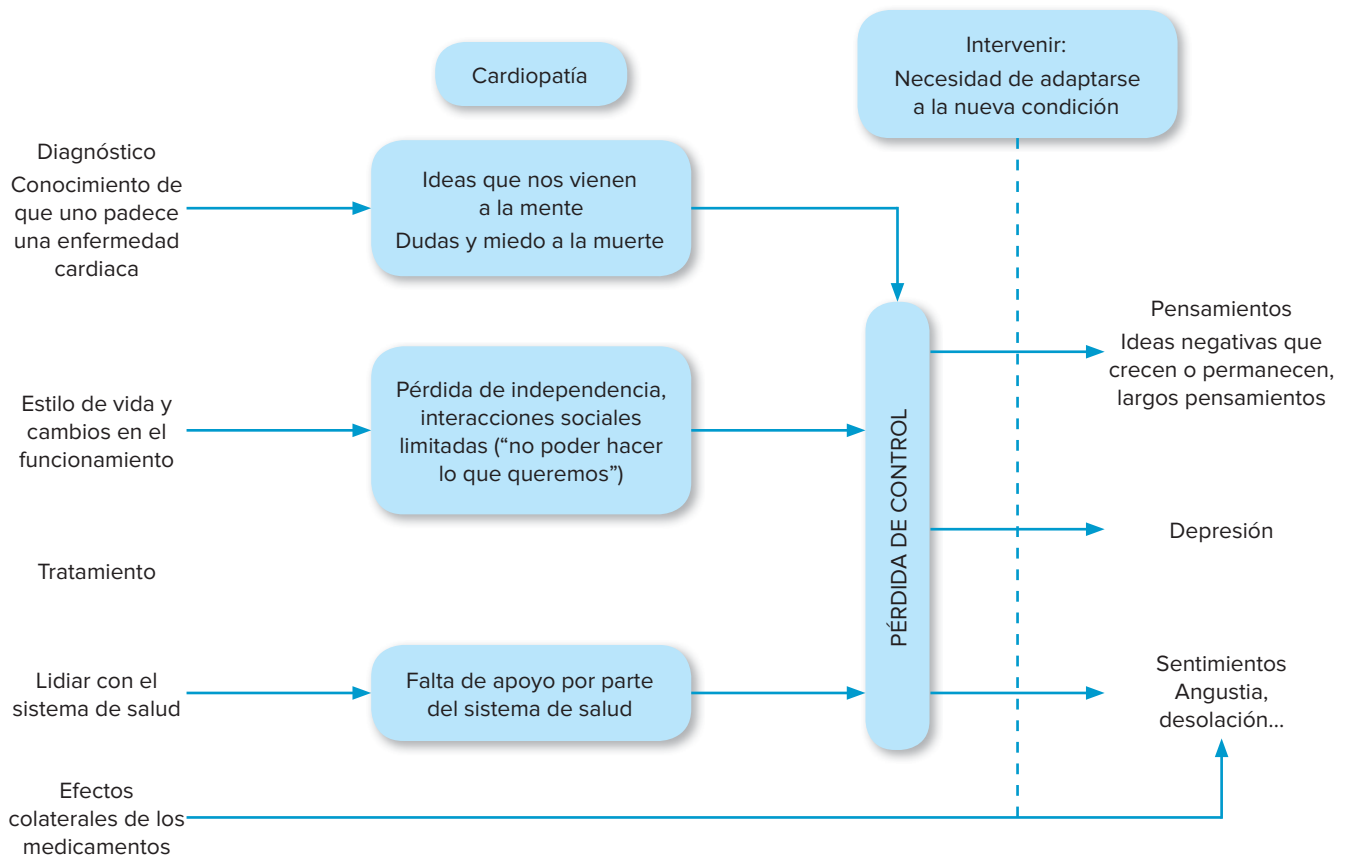 Cardiopatía
Intervenir:
Necesidad de adaptarse
a la nueva condición
Diagnóstico
Conocimiento de
que uno padece
una enfermedad
cardiaca
Ideas que nos vienen
a la mente
Dudas y miedo a la muerte
Estilo de vida y
cambios en el
funcionamiento
Pérdida de independencia,
interacciones sociales
limitadas (“no poder hacer
lo que queremos”)
PÉRDIDA DE CONTROL
Pensamientos
Ideas negativas que
crecen o permanecen,
largos pensamientos
Depresión
Tratamiento
Lidiar con el
sistema de salud
Falta de apoyo por parte
del sistema de salud
Sentimientos
Angustia,
desolación...
Efectos
colaterales de los
medicamentos